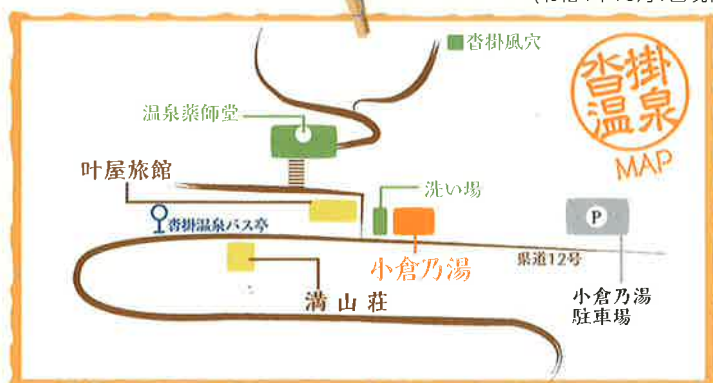 沓掛風穴
沓掛
温泉
MAP
温泉薬師堂
叶屋旅館
洗い場
沓掛温泉バス亭
P
小倉乃湯
県道12号
満山荘
小倉乃湯
駐車場